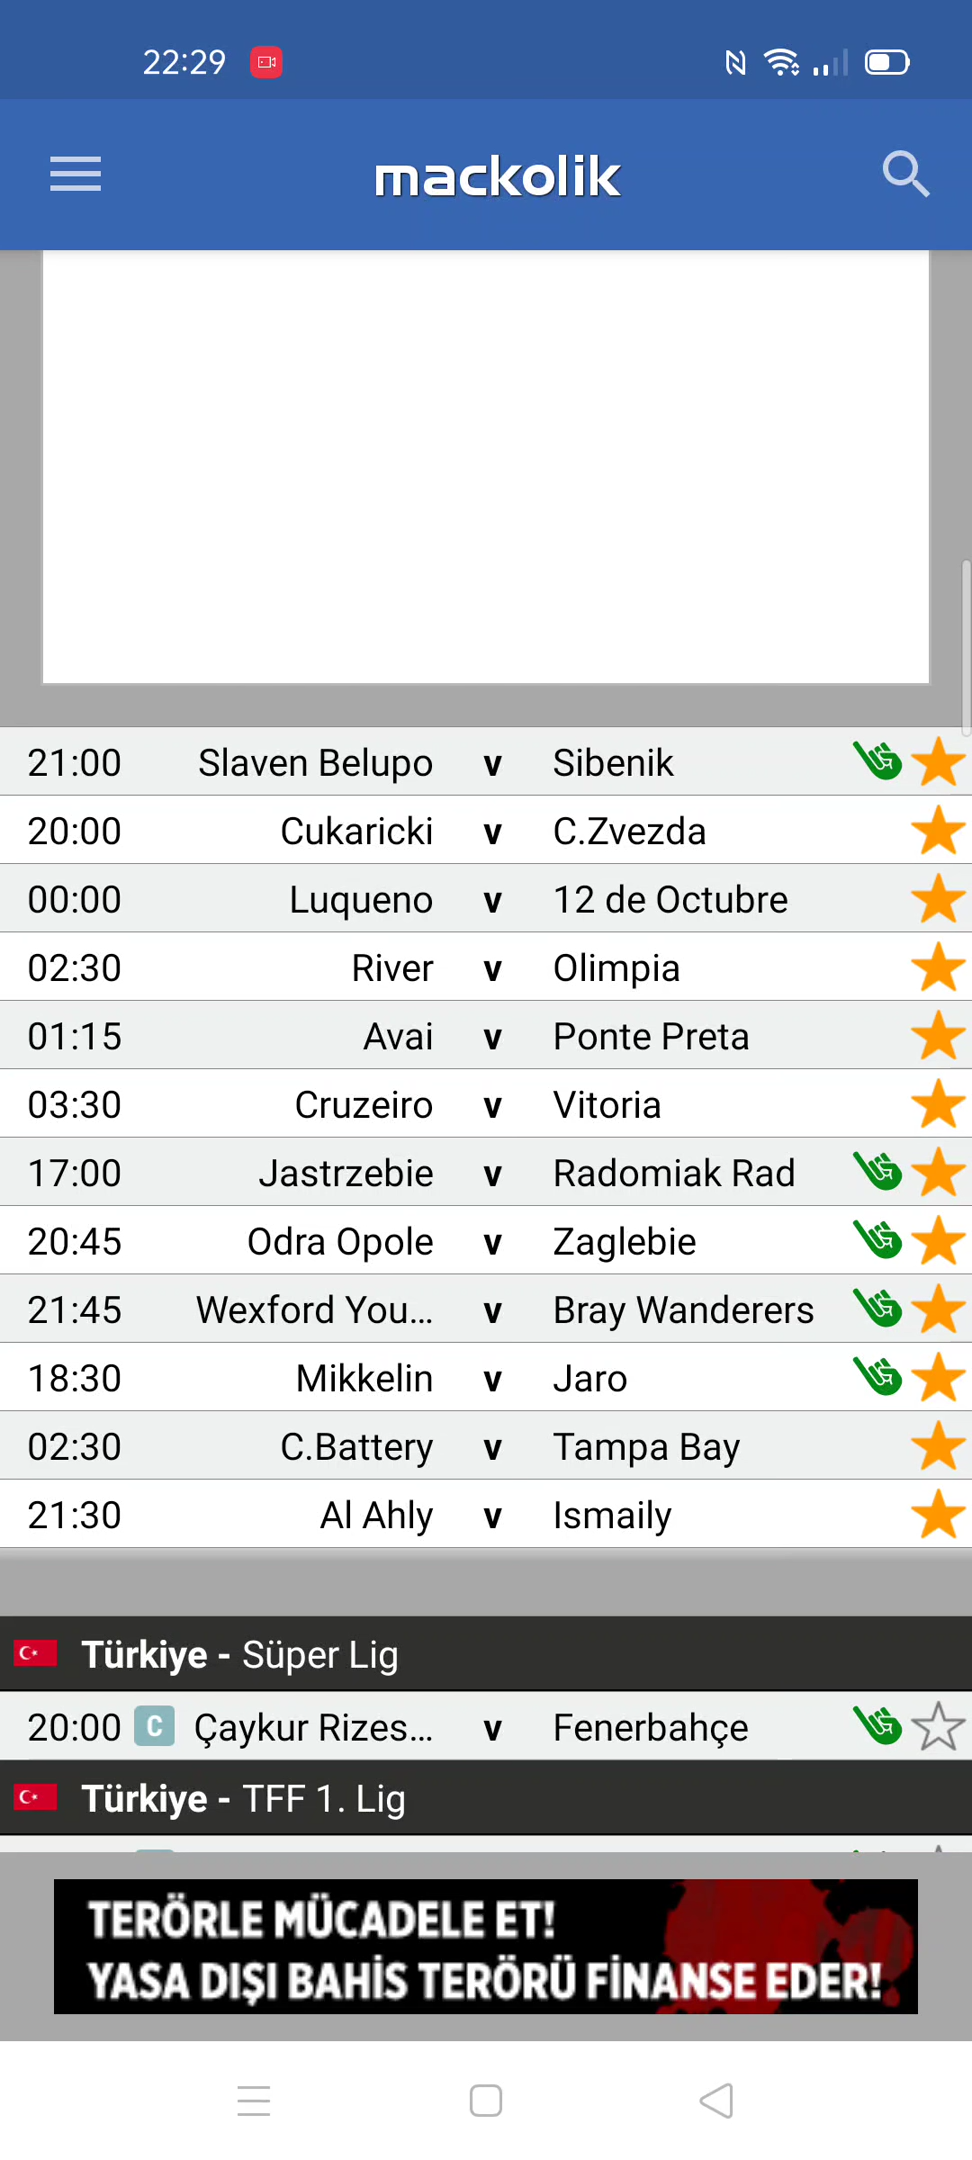 22:29
mackolik
21:00 Slaven Belupo v Sibenik
20:00 Cukaricki v C.Zvezda
00:00 Luqueno v 12 de Octubre
02:30 River v Olimpia
01:15 Avai v Ponte Preta
03:30 Cruzeiro v Vitoria
17:00 Jastrzebie v Radomiak Rad
20:45 Odra Opole v Zaglebie
21:45 Wexford You... v Bray Wanderers
18:30 Mikkelin v Jaro
02:30 C.Battery v Tampa Bay
21:30 Al Ahly v Ismaily
Türkiye - Süper Lig
20:00 C Çaykur Rizes... v Fenerbahçe
Türkiye - TFF 1. Lig
TERÖRLE MÜCADELE ET!
YASA DIŞI BAHİS TERÖRÜ FİNANSE EDER!